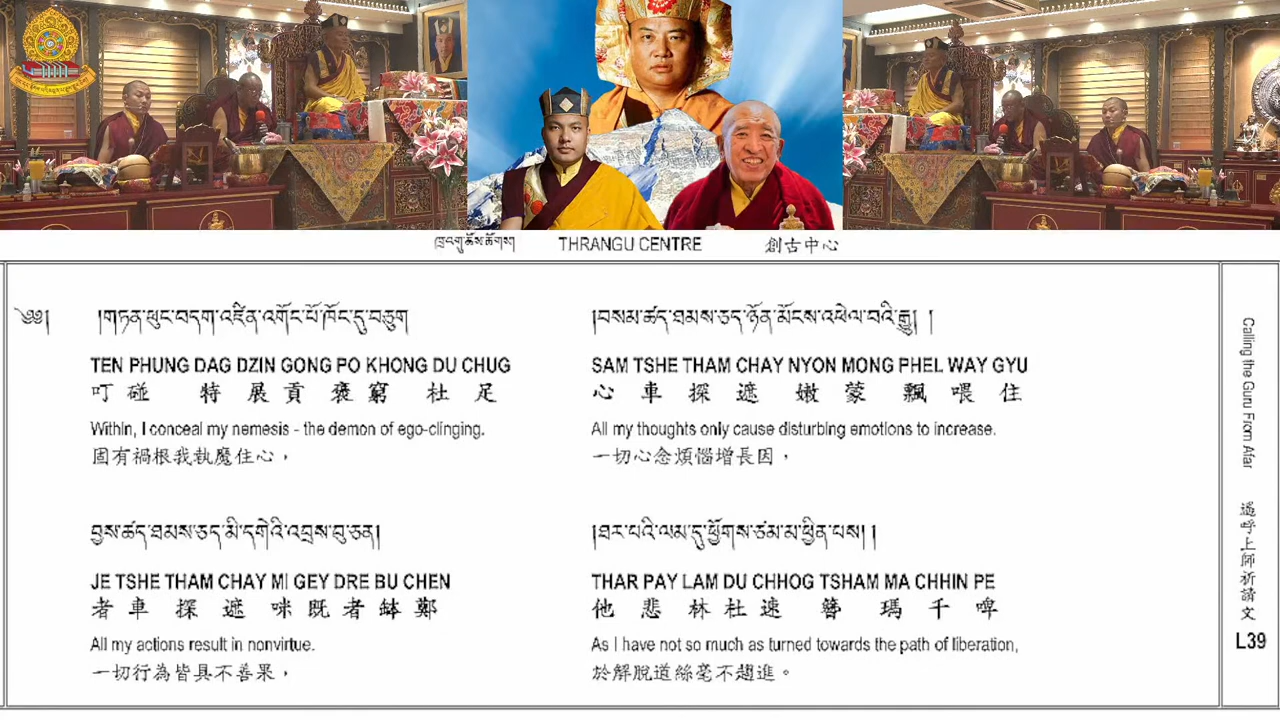 ཁྲ་འགུ་ཆོས་ཚོགས། THRANGU CENTRE 創古中心
༄༅། །གཏན་ཕུང་བདག་འཛིན་འགོང་པོ་ཁོང་དུ་བཅུག
TEN PHUNG DAG DZIN GONG PO KHONG DU CHUG
叮碰 特 展貢 褒窮 杜 足
Within, I conceal my nemesis - the demon of ego-clinging.
固有禍根我執魔住心，
།བསམ་ཚད་ཐམས་ཅད་ཉོན་མོངས་འཕེལ་བའི་རྒྱུ། །
SAM TSHE THAM CHAY NYON MONG PHEL WAY GYU
心 車 探 遮 嫩 蒙 飄 喂 住
All my thoughts only cause disturbing emotions to increase.
一切心念煩惱增長因，
བྱས་ཚད་ཐམས་ཅད་མི་དགེའི་འབྲས་བུ་ཅན།
JE TSHE THAM CHAY MI GEY DRE BU CHEN
者 車 探 遮 咪 既 者 缽 鄭
All my actions result in nonvirtue.
一切行為皆具不善果，
།ཐར་པའི་ལམ་དུ་ཕྱོགས་ཙམ་མ་ཕྱིན་པས། །
THAR PAY LAM DU CHHOG TSHAM MA CHHIN PE
他 悲 林 杜 速 簪 瑪 千 啤
As I have not so much as turned towards the path of liberation,
於解脫道絲毫不趨進。
Calling the Guru From Afar
遙呼上師祈請文
L39